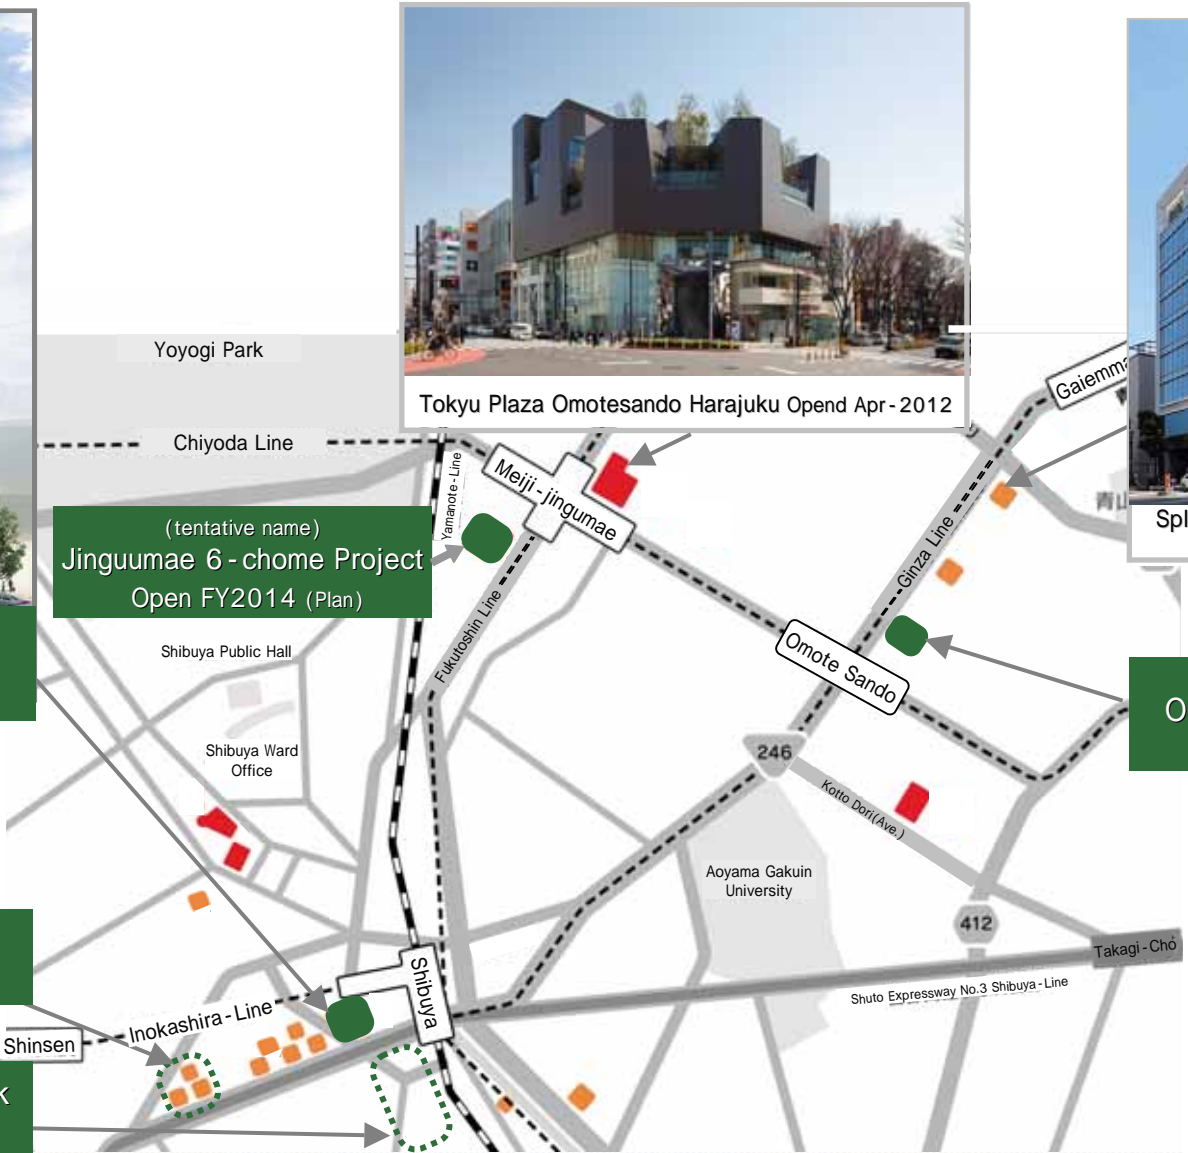 Tokyu Plaza Omotesando Harajuku Opend Apr-2012
Yoyogi Park
Chiyoda Line
Yamanote-Line
Meiji-jingumae
(tentative name)
Jinguumae 6-chome Project
Open FY2014 (Plan)
Ginza Line
青山
Fukutoshin Line
Shibuya Public Hall
Omote Sando
Shibuya Ward
Office
246
Kotto Dori(Ave.)
Aoyama Gakuin
University
412
Takagi-Cho
Shuto Expressway No.3 Shibuya-Line
Shibuya
Inokashira-Line
Shinsen